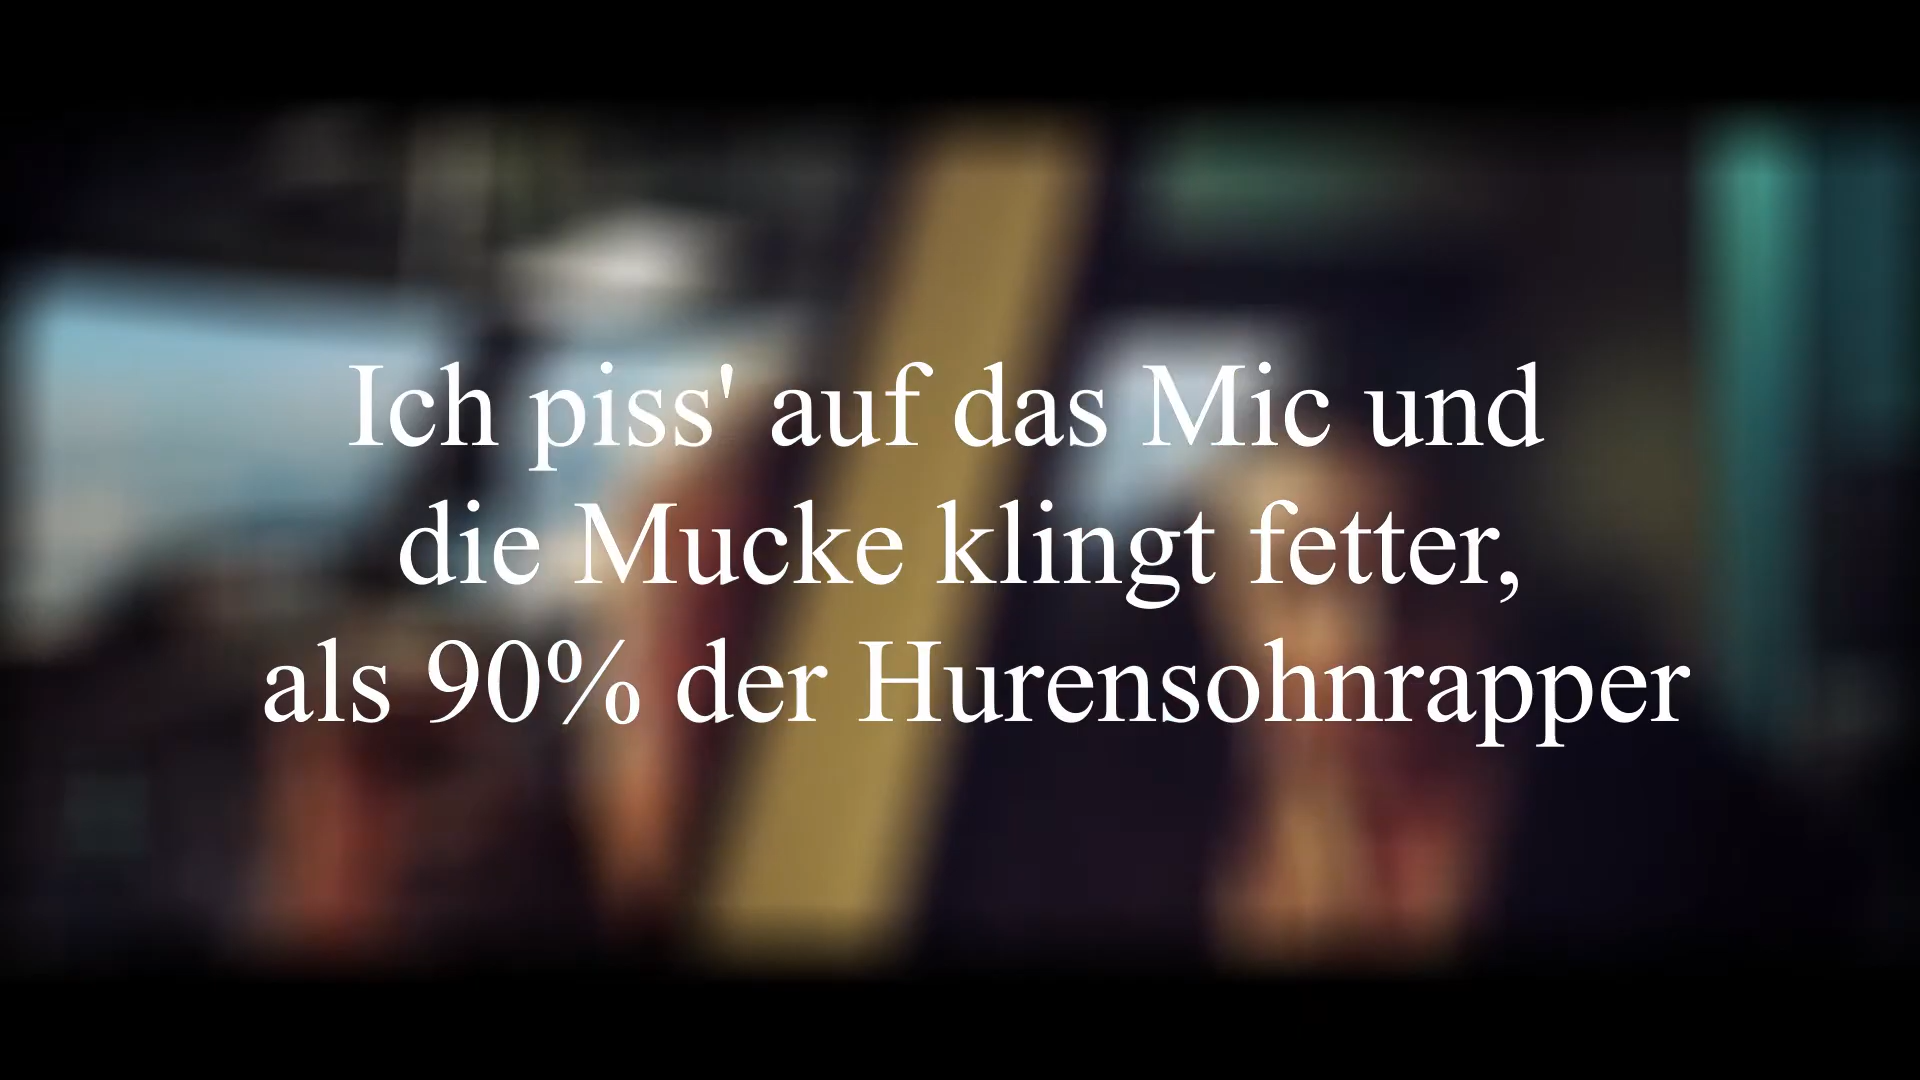 Ich piss' auf das Mic und
die Mucke klingt fetter,
als 90% der Hurensohnrapper